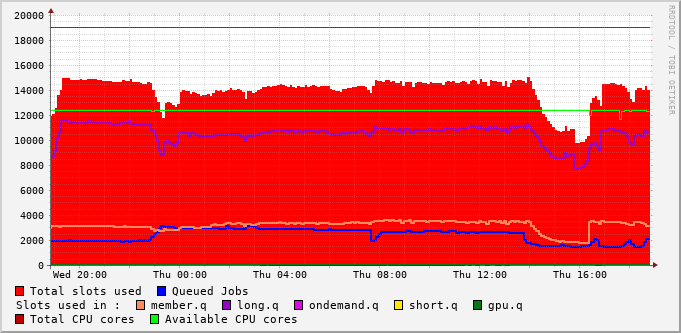 20000
18000
16000
14000
12000
10000
8000
6000
4000
2000
0
Wed 20:00 Thu 00:00 Thu 04:00 Thu 08:00 Thu 12:00 Thu 16:00
Total slots used Queued Jobs
Slots used in : member.q long.q ondemand.q short.q gpu.q
Total CPU cores Available CPU cores
RRDTOOL / TOBI OETIKER